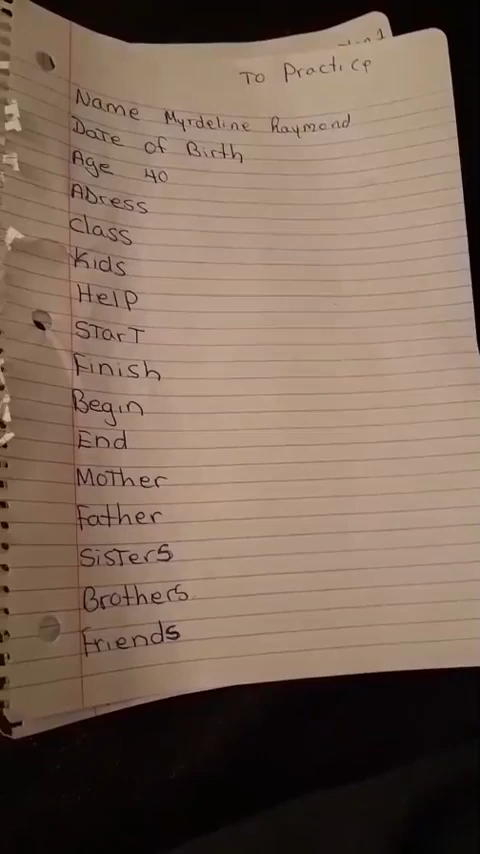 To Practice
Name Myrdeline Raymond
Date of Birth
Age 40
ADress
Class
Kids
Help
STarT
Finish
Begin
End
MoTher
Father
SisTerS
Brothers
Friends